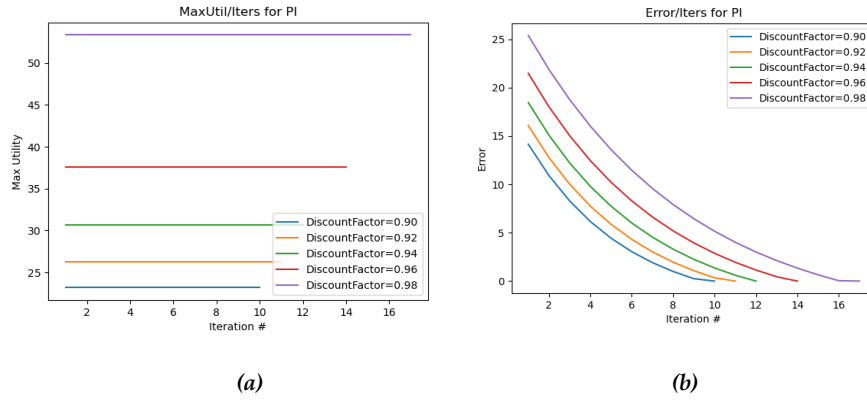 MaxUtil/Iters for PI
Max Utility
50
45
40
35
30
25
DiscountFactor=0.90
DiscountFactor=0.92
DiscountFactor=0.94
DiscountFactor=0.96
DiscountFactor=0.98
2 4 6 8 10 12 14 16
Iteration #
(a)
Error/Iters for PI
Error
25
20
15
10
5
0
DiscountFactor=0.90
DiscountFactor=0.92
DiscountFactor=0.94
DiscountFactor=0.96
DiscountFactor=0.98
2 4 6 8 10 12 14 16
Iteration #
(b)